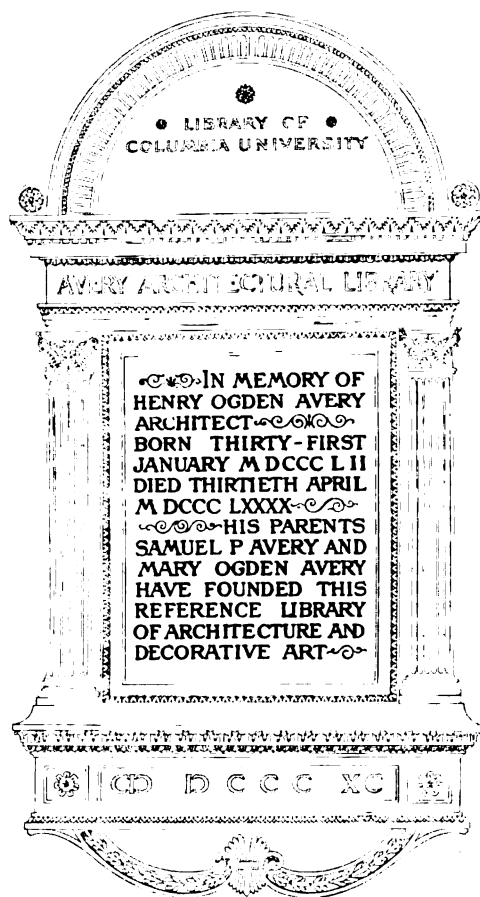 LIBRARY OF
COLUMBIA UNIVERSITY
AVERY ARCHITECTURAL LIBRARY
IN MEMORY OF
HENRY OGDEN AVERY
ARCHITECT
BORN THIRTY-FIRST
JANUARY M DCCC L II
DIED THIRTIETH APRIL
M DCCC LXXXX
HIS PARENTS
SAMUEL P AVERY AND
MARY OGDEN AVERY
HAVE FOUNDED THIS
REFERENCE LIBRARY
OF ARCHITECTURE AND
DECORATIVE ART
M D C C C XC